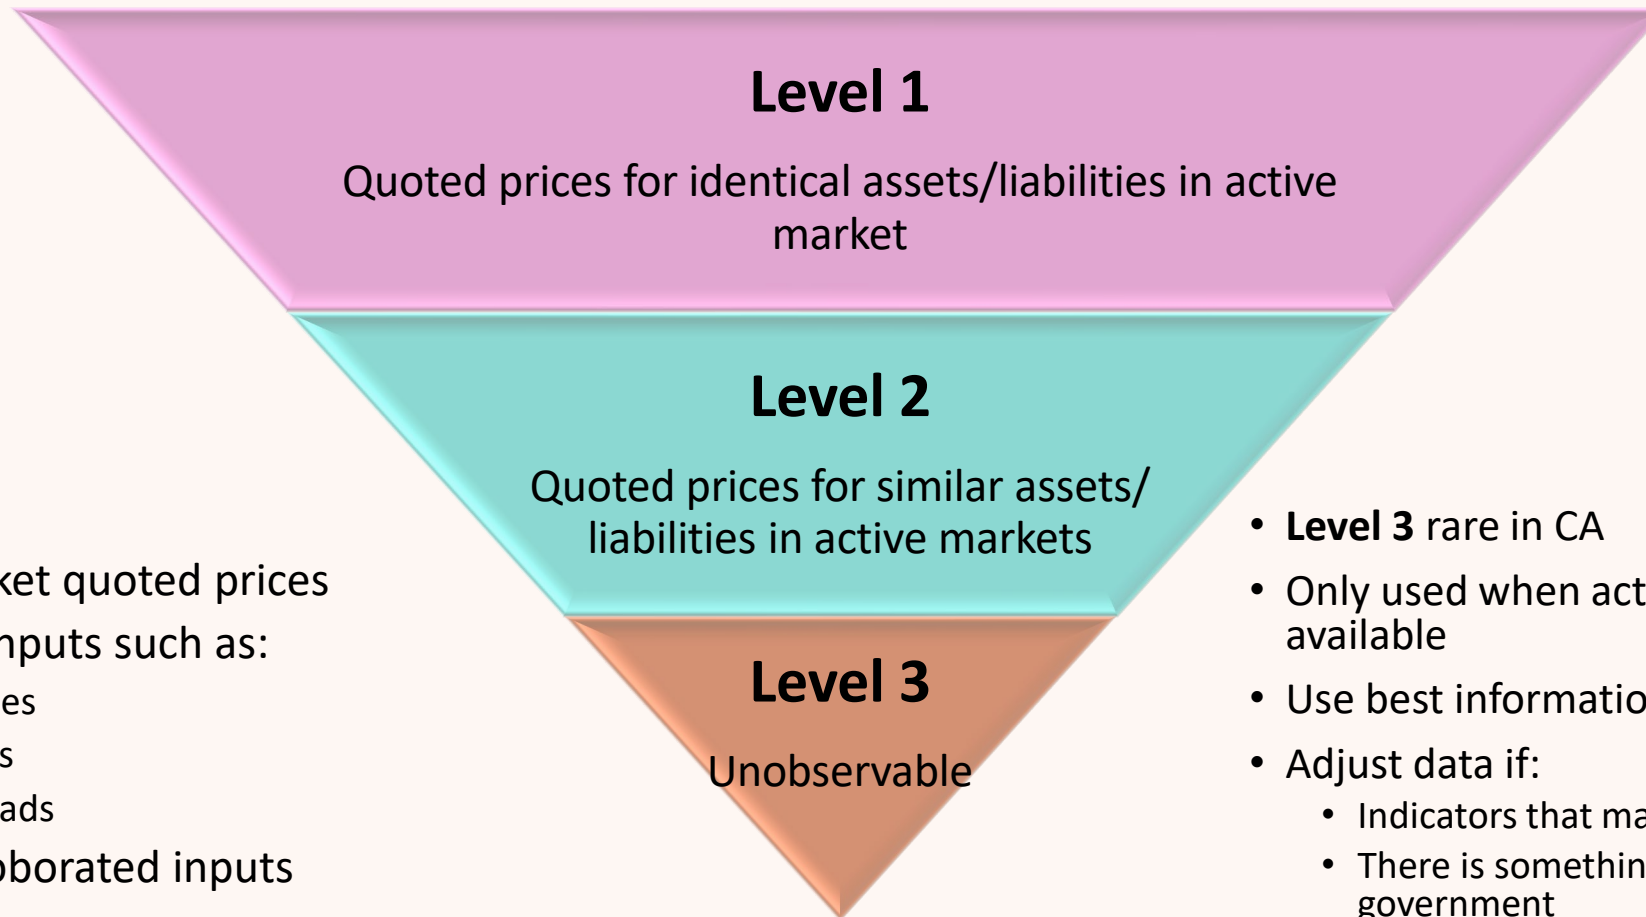 Level 1
Quoted prices for identical assets/liabilities in active
market
Level 2
Quoted prices for similar assets/
liabilities in active markets
Level 3
Unobservable
ket quoted prices
nputs such as:
es
s
ads
oborated inputs
• Level 3 rare in CA
• Only used when act
available
• Use best informatio
• Adjust data if:
• Indicators that ma
• There is somethin
government